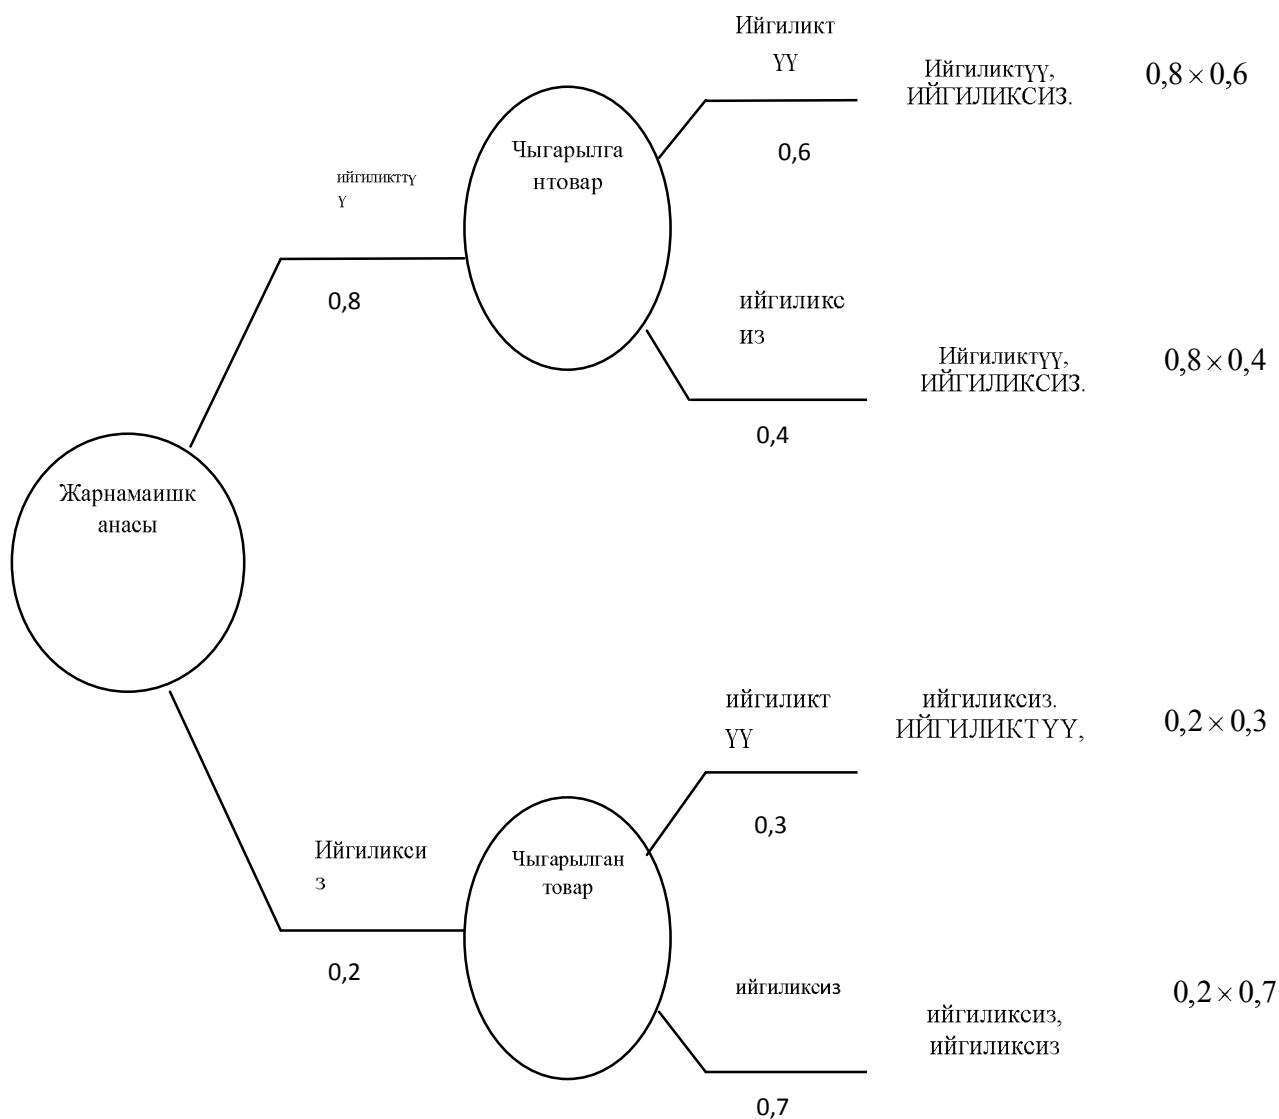 Ийгиликт
ҮҮ
Ийгиликтүү,
ИЙГИЛИКСИЗ.
0,8 × 0,6
Чыгарылга
нтовар
0,6
ийгиликттү
ү
0,8
ийгиликс
из
Ийгиликтүү,
ИЙГИЛИКСИЗ.
0,8 × 0,4
0,4
Жарнамаишк
анасы
ийгиликт
ҮҮ
ийгиликсиз.
ИЙГИЛИКТҮҮ,
0,2 × 0,3
0,3
Ийгиликси
з
Чыгарылган
товар
0,2
ийгиликсиз
0,2 × 0,7
ийгиликсиз,
ийгиликсиз
0,7